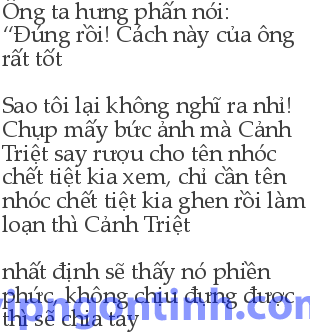 Ông ta hưng phấn nói:
“Đúng rồi! Cách này của ông
rất tốt
Sao tôi lại không nghĩ ra nhỉ!
Chụp mấy bức ảnh mà Cảnh
Triệt say rượu cho tên nhóc
chết tiệt kia xem, chỉ cần tên
nhóc chết tiệt kia ghen rồi làm
loạn thì Cảnh Triệt
nhất định sẽ thấy nó phiền
phức, không chịu đựng được
thì sẽ chia tay
vipngontinh.com